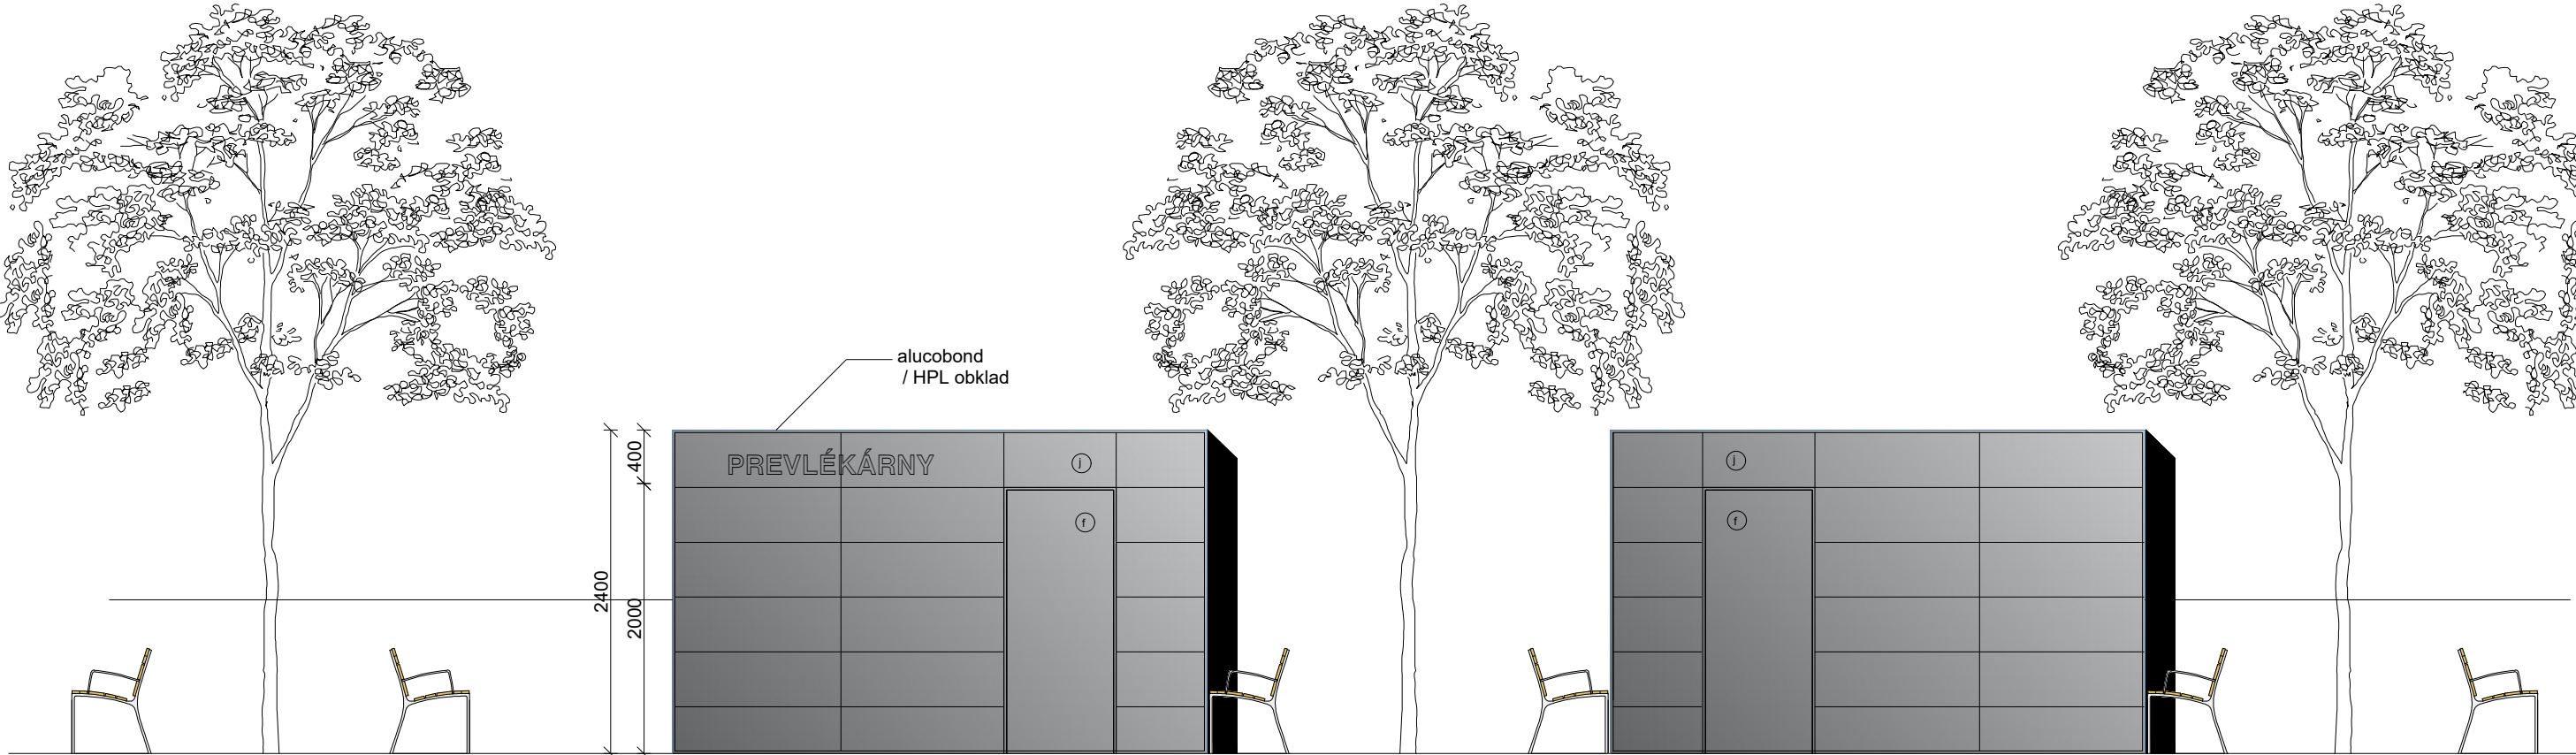 alucobond
/ HPL obklad
PREVLÉKÁRNY
j
f
j
f
400
2400
2000